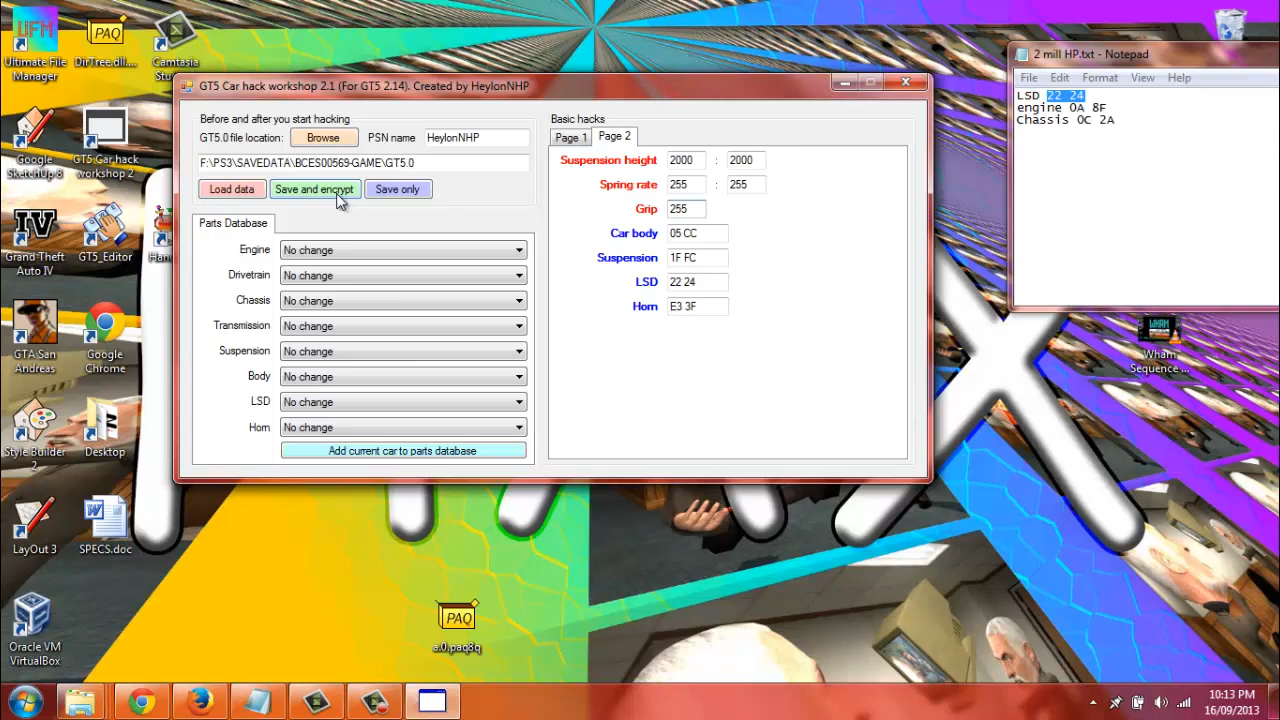 UFM
Ultimate File
Manager
PAQ
DirTree.dll....
Camtasia
Stu...
Google
SketchUp 8
GT5 Car hack
workshop 2
IV
Grand Theft
Auto IV
GT5_Editor
Han
GTA San
Andreas
Google
Chrome
Style Builder
2
Desktop
LayOut 3
SPECS.doc
Oracle VM
VirtualBox
GT5 Car hack workshop 2.1 (For GT5 2.14). Created by HeylonNHP
Before and after you start hacking
GT5.0 file location:
Browse
PSN name
HeylonNHP
F:\PS3\SAVEDATA\BCES00569-GAME\GT5.0
Load data
Save and encrypt
Save only
Parts Database
Engine
No change
Drivetrain
No change
Chassis
No change
Transmission
No change
Suspension
No change
Body
No change
LSD
No change
Horn
No change
Add current car to parts database
Basic hacks
Page 1
Page 2
Suspension height
2000
:
2000
Spring rate
255
:
255
Grip
255
Car body
05 CC
Suspension
1F FC
LSD
22 24
Horn
E3 3F
2 mill HP.txt - Notepad
File Edit Format View Help
LSD 22 24
engine 0A 8F
Chassis 0C 2A
WHAM
Wham
Sequence ...
PAQ
a.0.paq8q
10:13 PM
16/09/2013